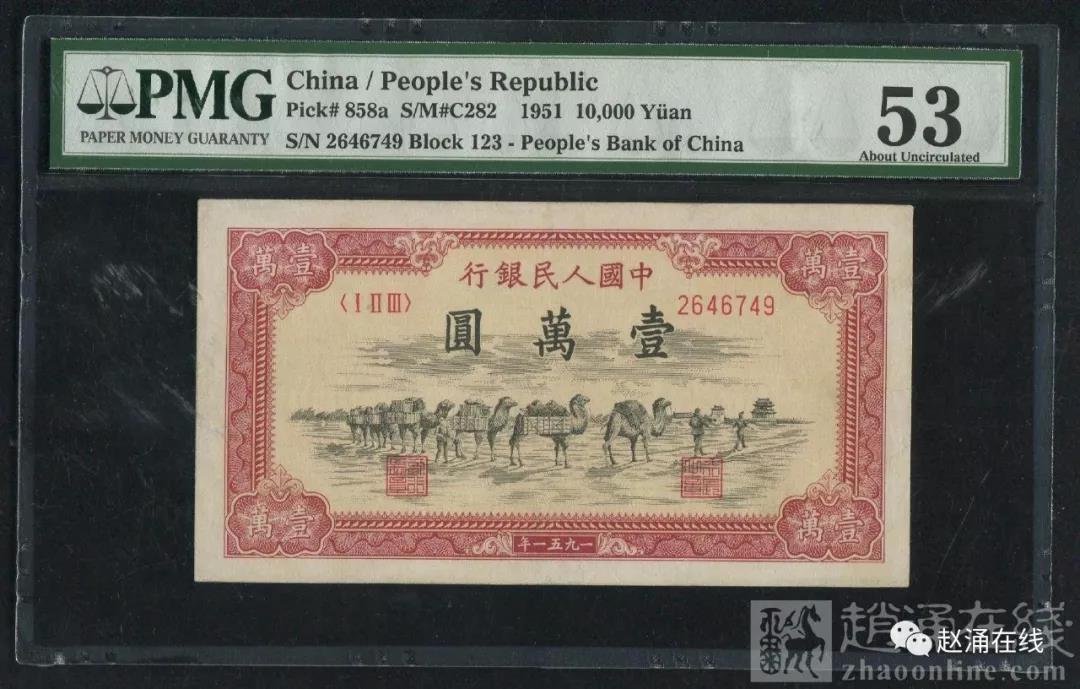 PMG
PAPER MONEY GUARANTY
China / People's Republic
Pick# 858a S/M#C282 1951 10,000 Yüan
S/N 2646749 Block 123 - People's Bank of China
53
About Uncirculated
萬壹
萬壹
行銀民人國中
〈I II III〉
2646749
圓萬壹
萬壹
萬壹
年一五九一
趙涌在线
赵涌在线
zhaoonline.com